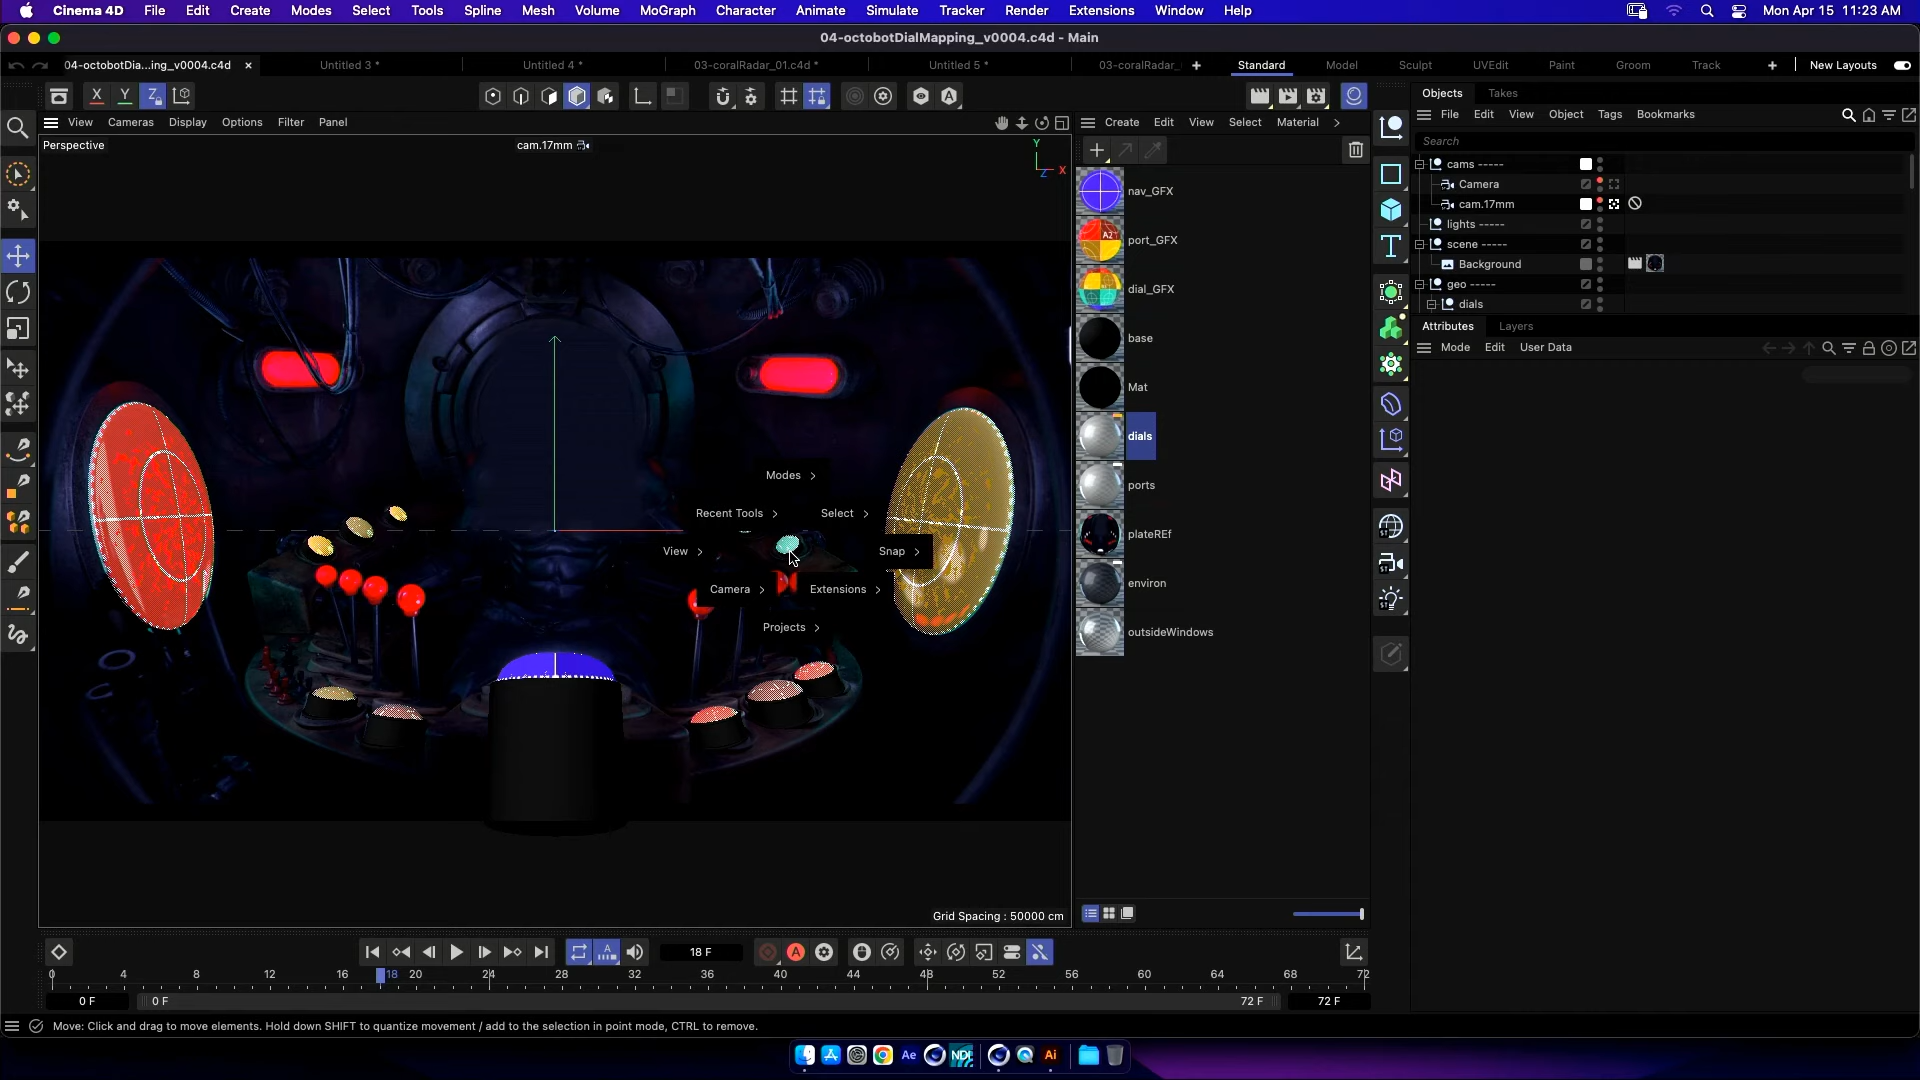 Cinema 4D File Edit Create Modes Select Tools Spline Mesh Volume MoGraph Character Animate Simulate Tracker Render Extensions Window Help Mon Apr 15 11:23 AM
04-octobotDialMapping_v0004.c4d - Main
04-octobotDia...ing_v0004.c4d × Untitled 3 * Untitled 4 * 03-coralRadar_01.c4d * Untitled 5 * 03-coralRadar_ + Standard Model Sculpt UVEdit Paint Groom Track + New Layouts
X Y Z
Objects Takes
File Edit View Object Tags Bookmarks
View Cameras Display Options Filter Panel
Create Edit View Select Material
Search
Perspective cam.17mm
Y
X
Z
cams -----
Camera
cam.17mm
lights -----
scene -----
Background
geo -----
dials
nav_GFX
port_GFX
dial_GFX
base
Mat
dials
ports
plateREf
environ
outsideWindows
Attributes Layers
Mode Edit User Data
Modes
Recent Tools Select
View Snap
Camera Extensions
Projects
Grid Spacing : 50000 cm
18 F
0 4 8 12 16 18 20 24 28 32 36 40 44 48 52 56 60 64 68 72
0 F 0 F 72 F 72 F
Move: Click and drag to move elements. Hold down SHIFT to quantize movement / add to the selection in point mode, CTRL to remove.
Ae NDI Ai